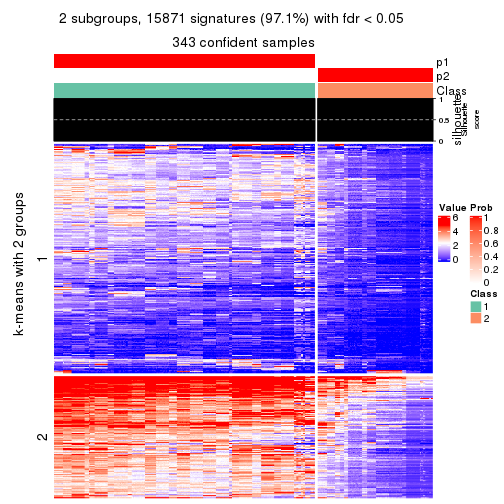 2 subgroups, 15871 signatures (97.1%) with fdr < 0.05
343 confident samples
p1
p2
Class
1
0.5
0
silhouette
Silhouette
score
k-means with 2 groups
1
2
Value
6
4
2
0
Prob
1
0.8
0.6
0.4
0.2
0
Class
1
2